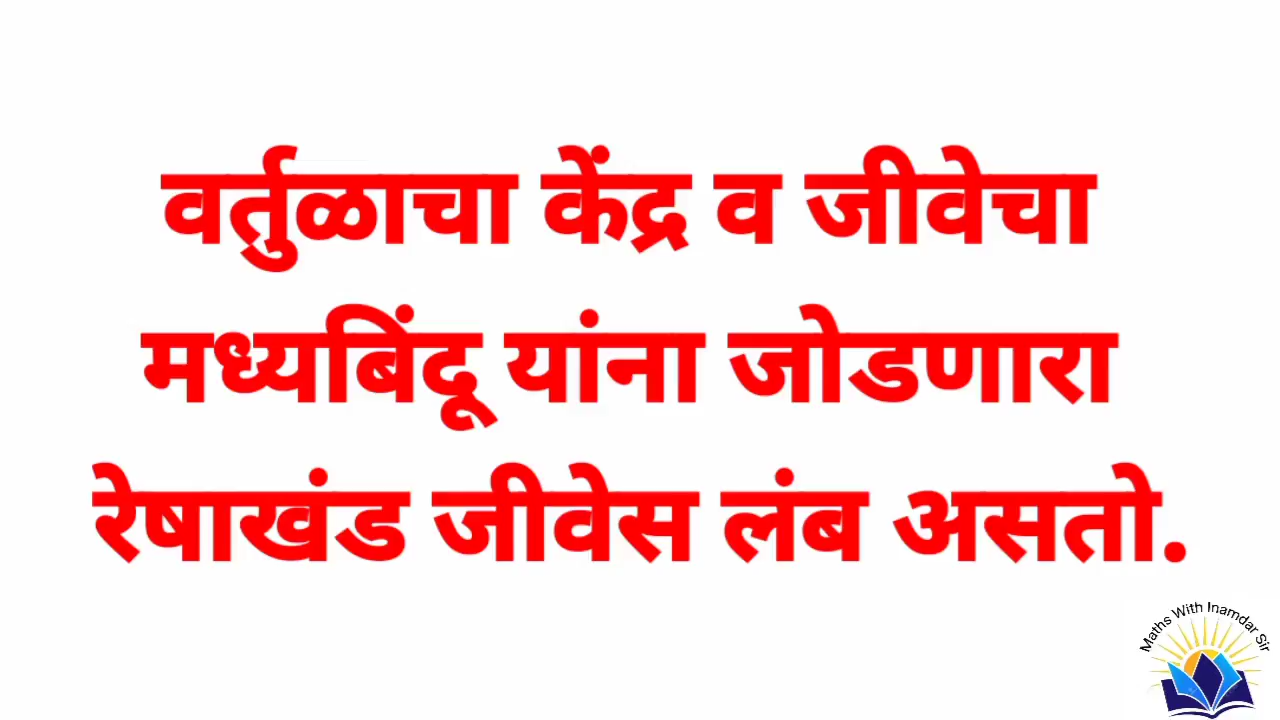 वर्तुळाचा केंद्र व जीवेचा
मध्यबिंदू यांना जोडणारा
रेषाखंड जीवेस लंब असतो.
Maths With Inamdar Sir